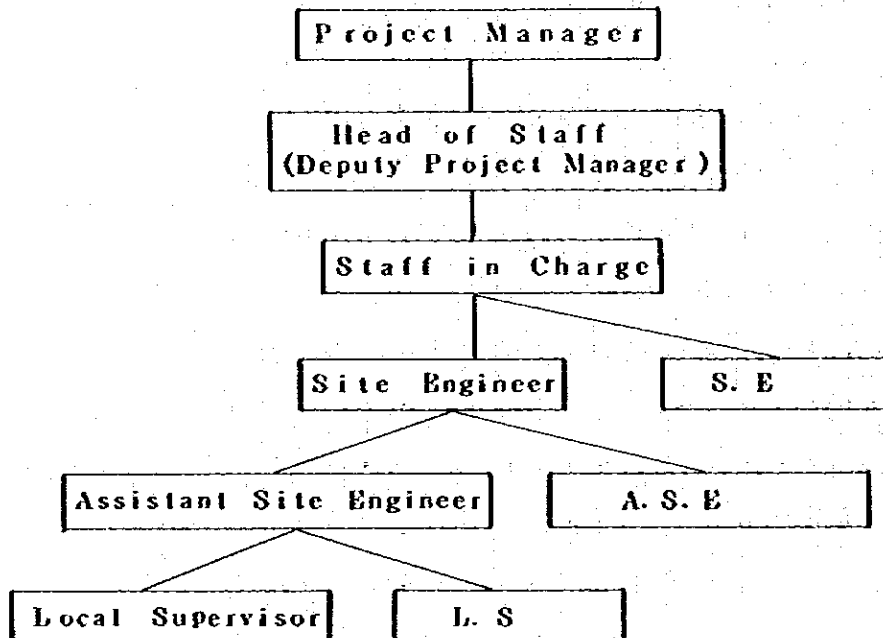 Project Manager
Head of Staff
(Deputy Project Manager)
Staff in Charge
Site Engineer
S. E
Assistant Site Engineer
A. S. E
Local Supervisor
L. S